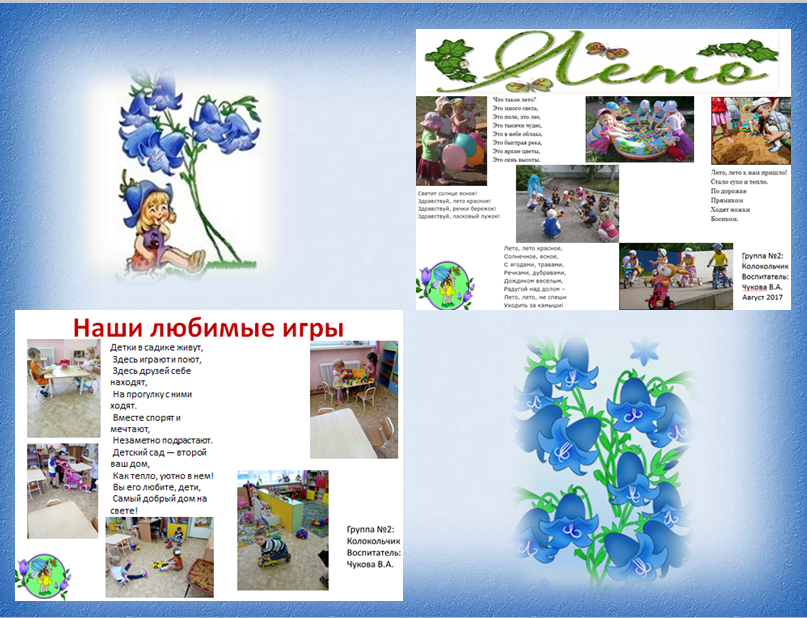 Лето
Что такое лето?
Это много света,
Это поле, это лес,
Это тысячи чудес,
Это в небе облака,
Это быстрая река,
Это яркие цветы,
Это синь высоты.
Светит солнце ясное!
Здравствуй, лето красное!
Здравствуй, речки бережок!
Здравствуй, ласковый лужок!
Лето, лето к нам пришло!
Стало сухо и тепло.
По дорожке
Прямиком
Ходят ножки
Босиком.
Лето, лето красное,
Солнечное, ясное,
С ягодами, травами,
Речками, дубравами,
Дождиком веселым,
Радугой над долом –
Лето, лето, не спеши
Уходить за камыши!
Группа №2:
Колокольчик
Воспитатель:
Чукова В.А.
Август 2017
Наши любимые игры
Детки в садике живут,
Здесь играют и поют,
Здесь друзей себе
находят,
На прогулку с ними
ходят.
Вместе спорят и
мечтают,
Незаметно подрастают.
Детский сад — второй
ваш дом,
Как тепло, уютно в нем!
Вы его любите, дети,
Самый добрый дом на
свете!
Группа №2:
Колокольчик
Воспитатель:
Чукова В.А.